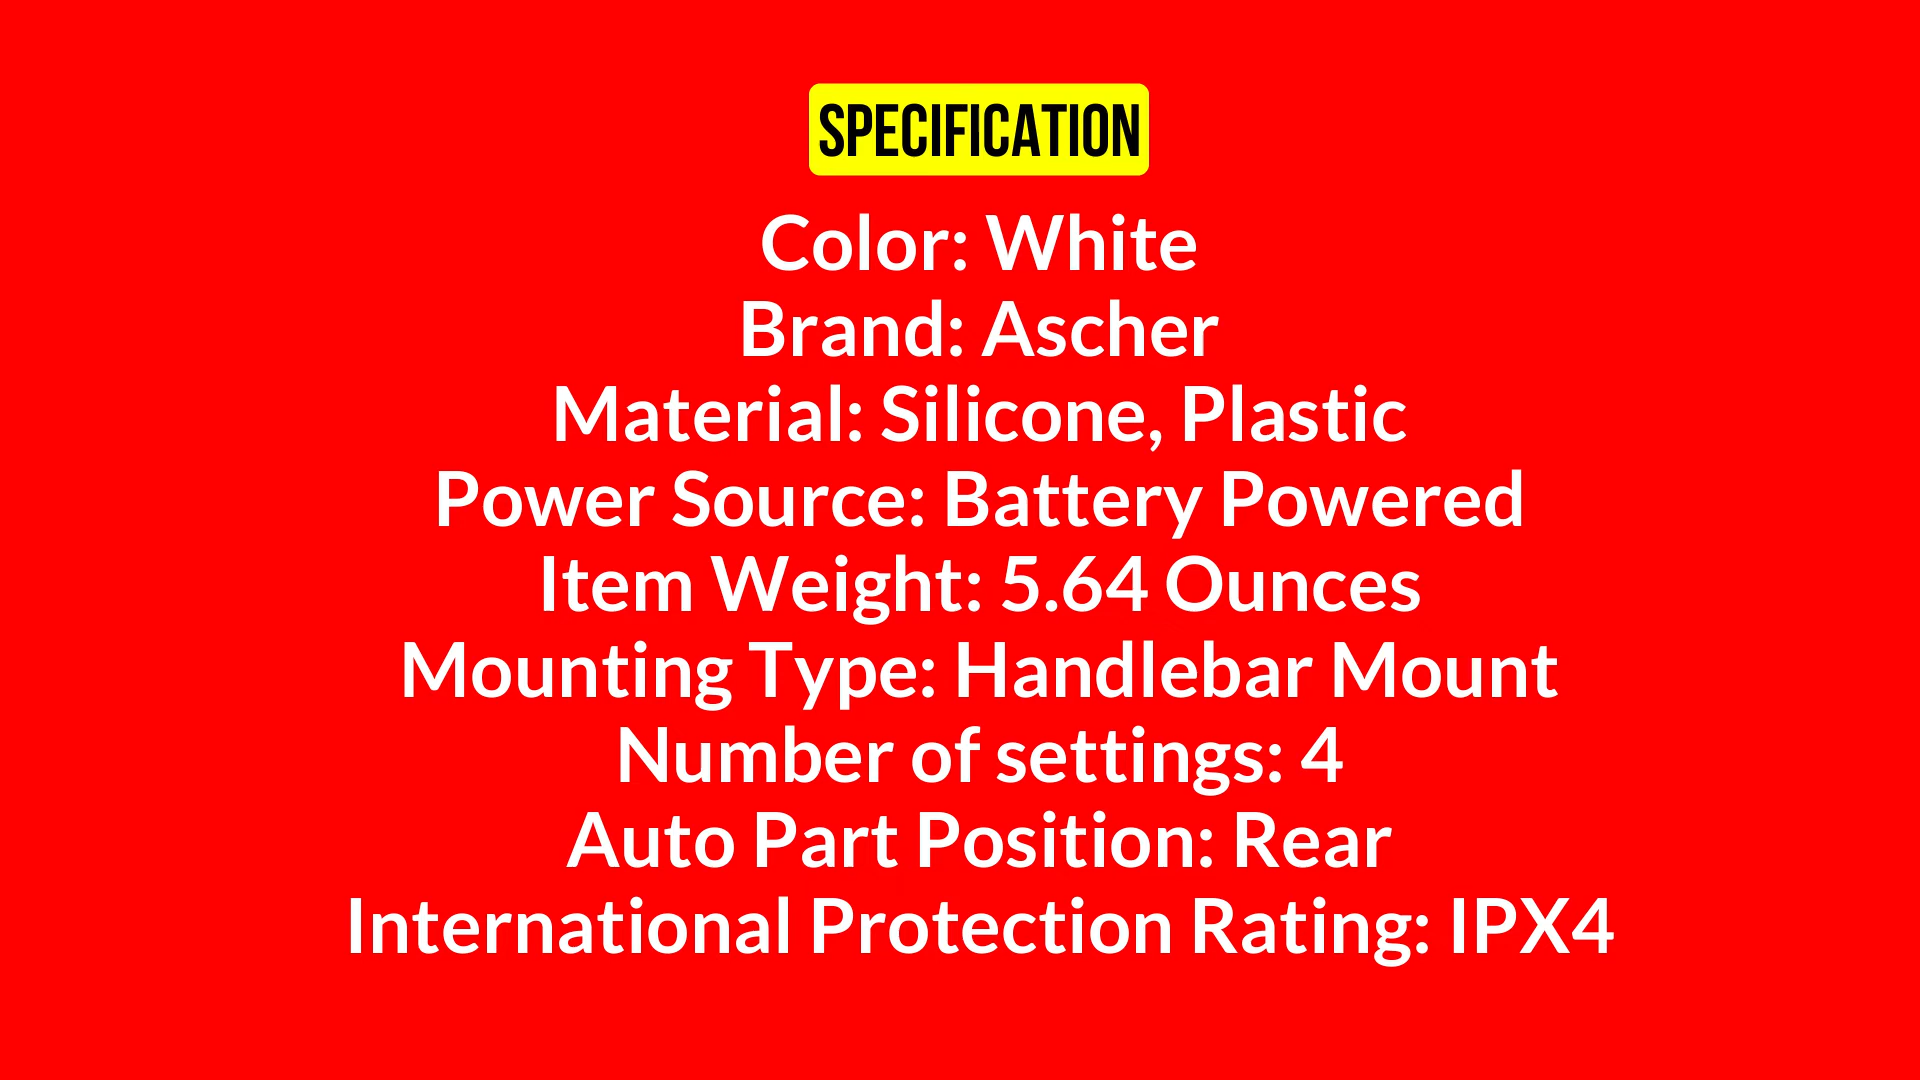 SPECIFICATION
Color: White
Brand: Ascher
Material: Silicone, Plastic
Power Source: Battery Powered
Item Weight: 5.64 Ounces
Mounting Type: Handlebar Mount
Number of settings: 4
Auto Part Position: Rear
International Protection Rating: IPX4